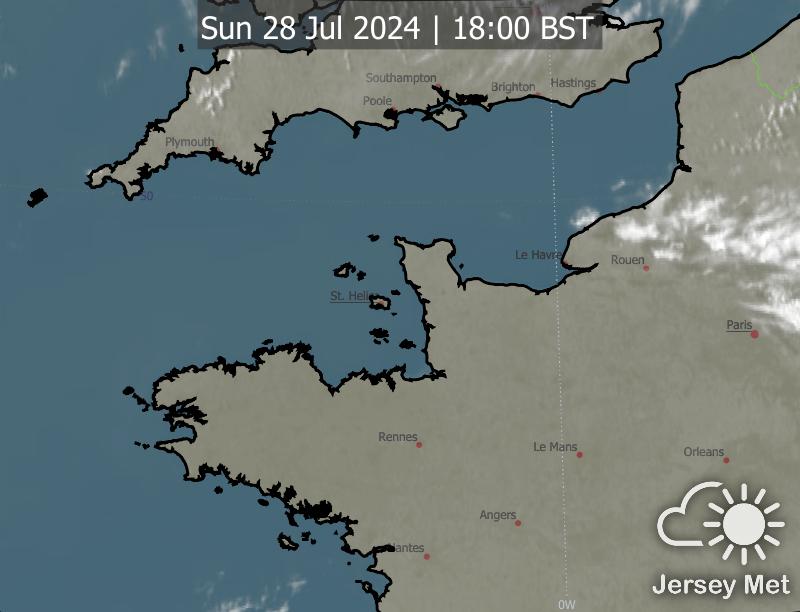 Sun 28 Jul 2024 | 18:00 BST
Southampton
Brighton
Hastings
Poole
Plymouth
50
Le Havre
Rouen
St. Helier
Paris
Rennes
Le Mans
Orleans
Angers
Nantes
0W
Jersey Met